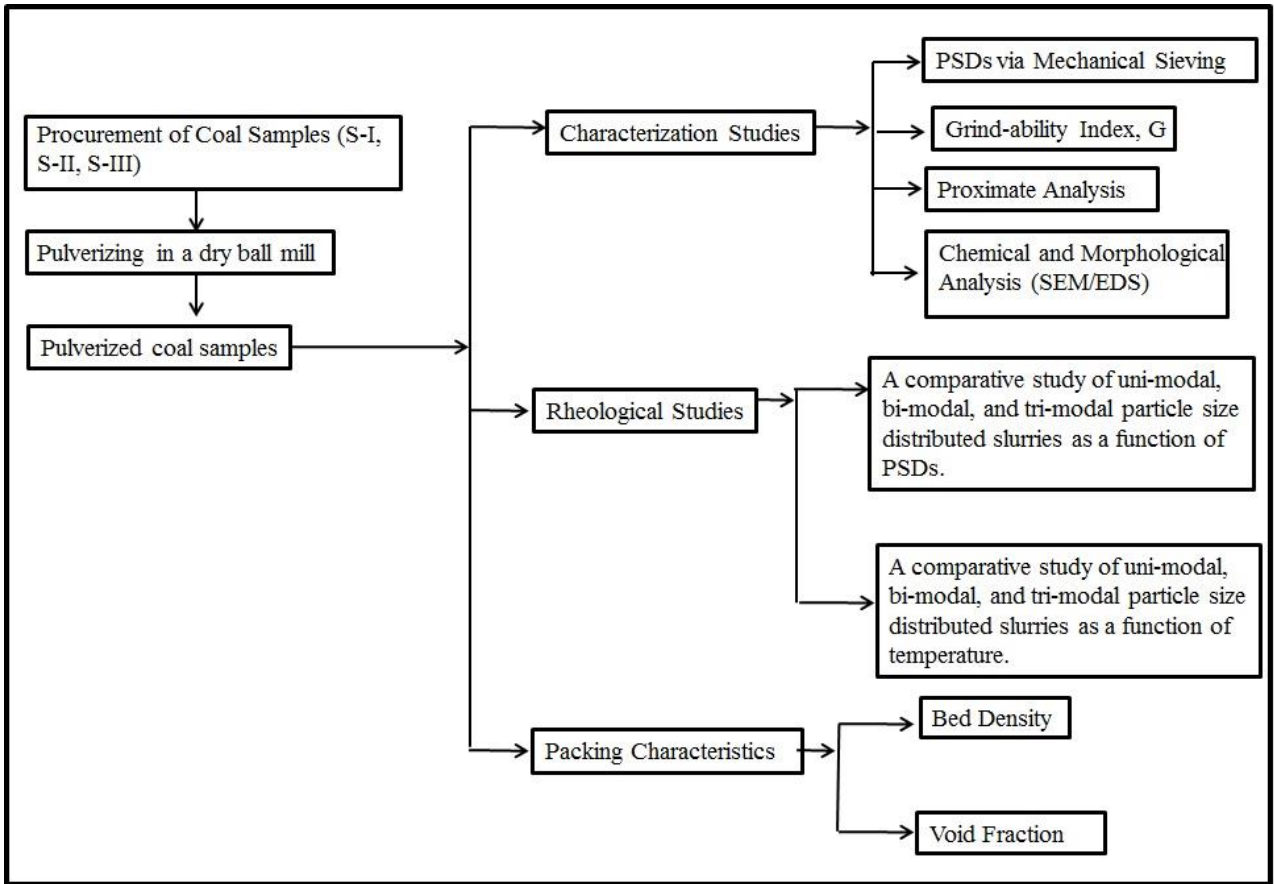 Procurement of Coal Samples (S-I,
S-II, S-III)
Pulverizing in a dry ball mill
Pulverized coal samples
Characterization Studies
PSDs via Mechanical Sieving
Grind-ability Index, G
Proximate Analysis
Chemical and Morphological
Analysis (SEM/EDS)
Rheological Studies
A comparative study of uni-modal,
bi-modal, and tri-modal particle size
distributed slurries as a function of
PSDs.
A comparative study of uni-modal,
bi-modal, and tri-modal particle size
distributed slurries as a function of
temperature.
Packing Characteristics
Bed Density
Void Fraction